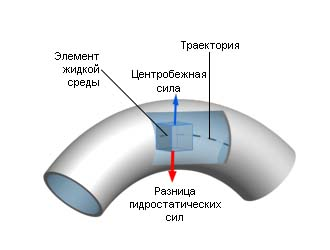 Траектория
Элемент
жидкой
среды
Центробежная
сила
Разница
гидростатических
сил